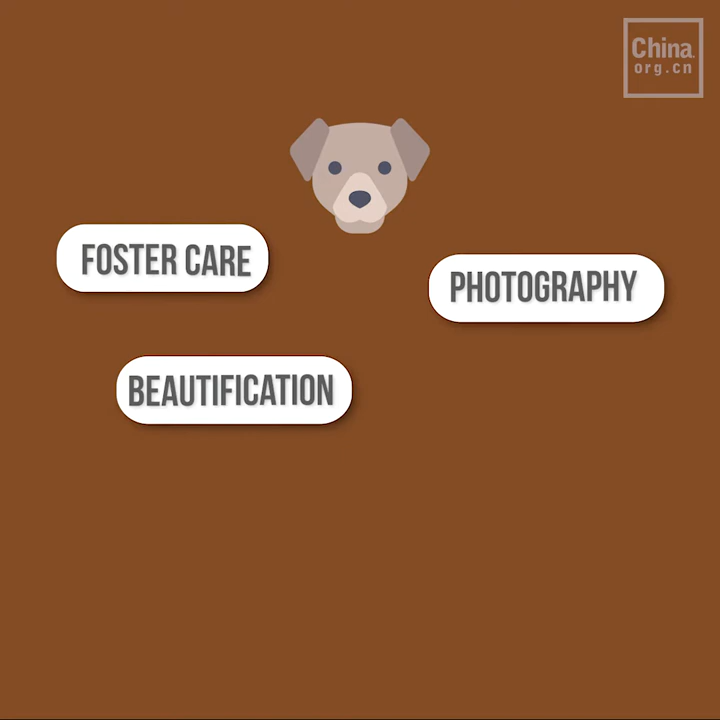 China.
org.cn
FOSTER CARE
PHOTOGRAPHY
BEAUTIFICATION